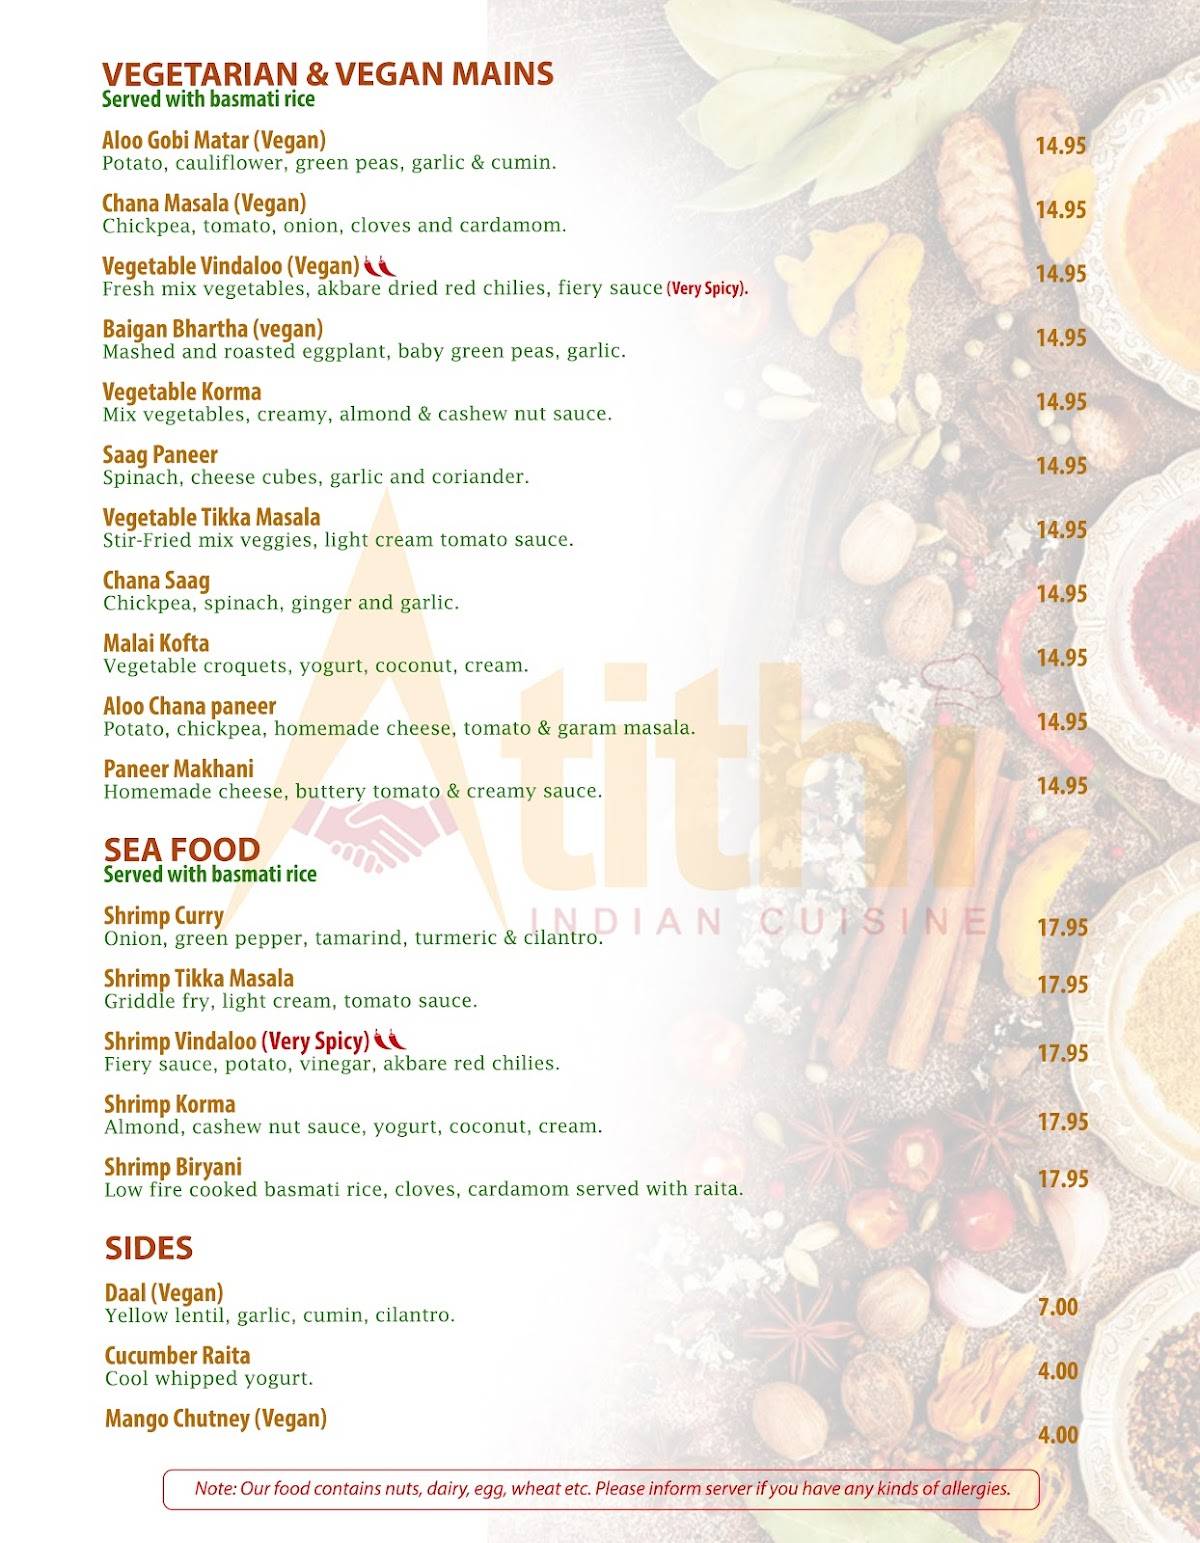 VEGETARIAN & VEGAN MAINS
Served with basmati rice
Aloo Gobi Matar (Vegan) 14.95
Potato, cauliflower, green peas, garlic & cumin.
Chana Masala (Vegan) 14.95
Chickpea, tomato, onion, cloves and cardamom.
Vegetable Vindaloo (Vegan) 14.95
Fresh mix vegetables, akbare dried red chilies, fiery sauce (Very Spicy).
Baigan Bhartha (vegan) 14.95
Mashed and roasted eggplant, baby green peas, garlic.
Vegetable Korma 14.95
Mix vegetables, creamy, almond & cashew nut sauce.
Saag Paneer 14.95
Spinach, cheese cubes, garlic and coriander.
Vegetable Tikka Masala 14.95
Stir-Fried mix veggies, light cream tomato sauce.
Chana Saag 14.95
Chickpea, spinach, ginger and garlic.
Malai Kofta 14.95
Vegetable croquets, yogurt, coconut, cream.
Aloo Chana paneer 14.95
Potato, chickpea, homemade cheese, tomato & garam masala.
Paneer Makhani 14.95
Homemade cheese, buttery tomato & creamy sauce.
Atithi
INDIAN CUISINE
SEA FOOD
Served with basmati rice
Shrimp Curry 17.95
Onion, green pepper, tamarind, turmeric & cilantro.
Shrimp Tikka Masala 17.95
Griddle fry, light cream, tomato sauce.
Shrimp Vindaloo (Very Spicy) 17.95
Fiery sauce, potato, vinegar, akbare red chilies.
Shrimp Korma 17.95
Almond, cashew nut sauce, yogurt, coconut, cream.
Shrimp Biryani 17.95
Low fire cooked basmati rice, cloves, cardamom served with raita.
SIDES
Daal (Vegan) 7.00
Yellow lentil, garlic, cumin, cilantro.
Cucumber Raita 4.00
Cool whipped yogurt.
Mango Chutney (Vegan) 4.00
Note: Our food contains nuts, dairy, egg, wheat etc. Please inform server if you have any kinds of allergies.